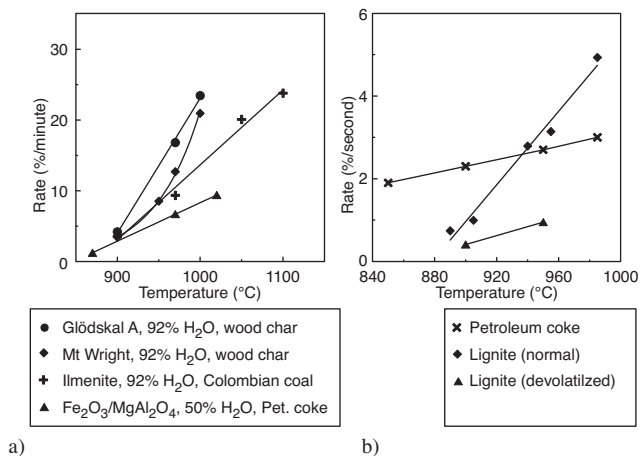 30
20
10
0
900
1000
1100
Rate (%/minute)
Temperature (°C)
Glödskal A, 92% H₂O, wood char
Mt Wright, 92% H₂O, wood char
Ilmenite, 92% H₂O, Colombian coal
Fe₂O₃/MgAl₂O₄, 50% H₂O, Pet. coke
a)
6
4
2
0
840
880
920
960
1000
Rate (%/second)
Temperature (°C)
Petroleum coke
Lignite (normal)
Lignite (devolatilzed)
b)